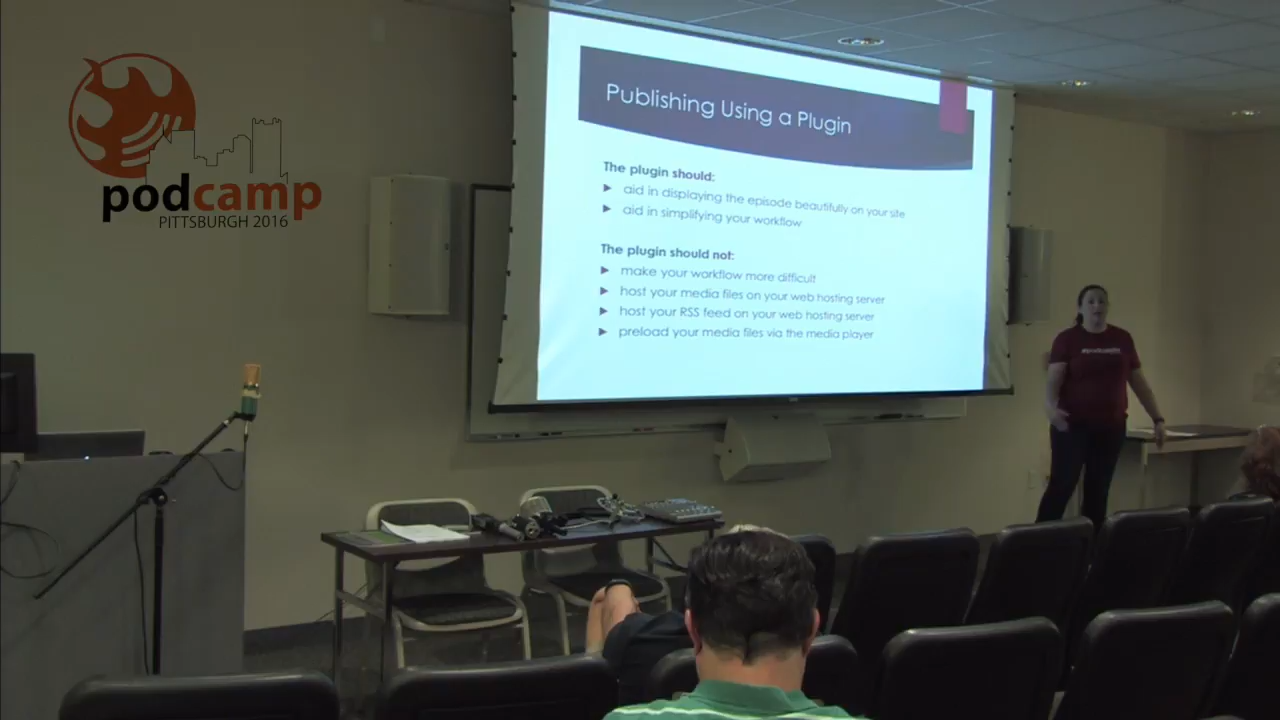 podcamp
PITTSBURGH 2016
Publishing Using a Plugin
The plugin should:
aid in displaying the episode beautifully on your site
aid in simplifying your workflow
The plugin should not:
make your workflow more difficult
host your media files on your web hosting server
host your RSS feed on your web hosting server
preload your media files via the media player